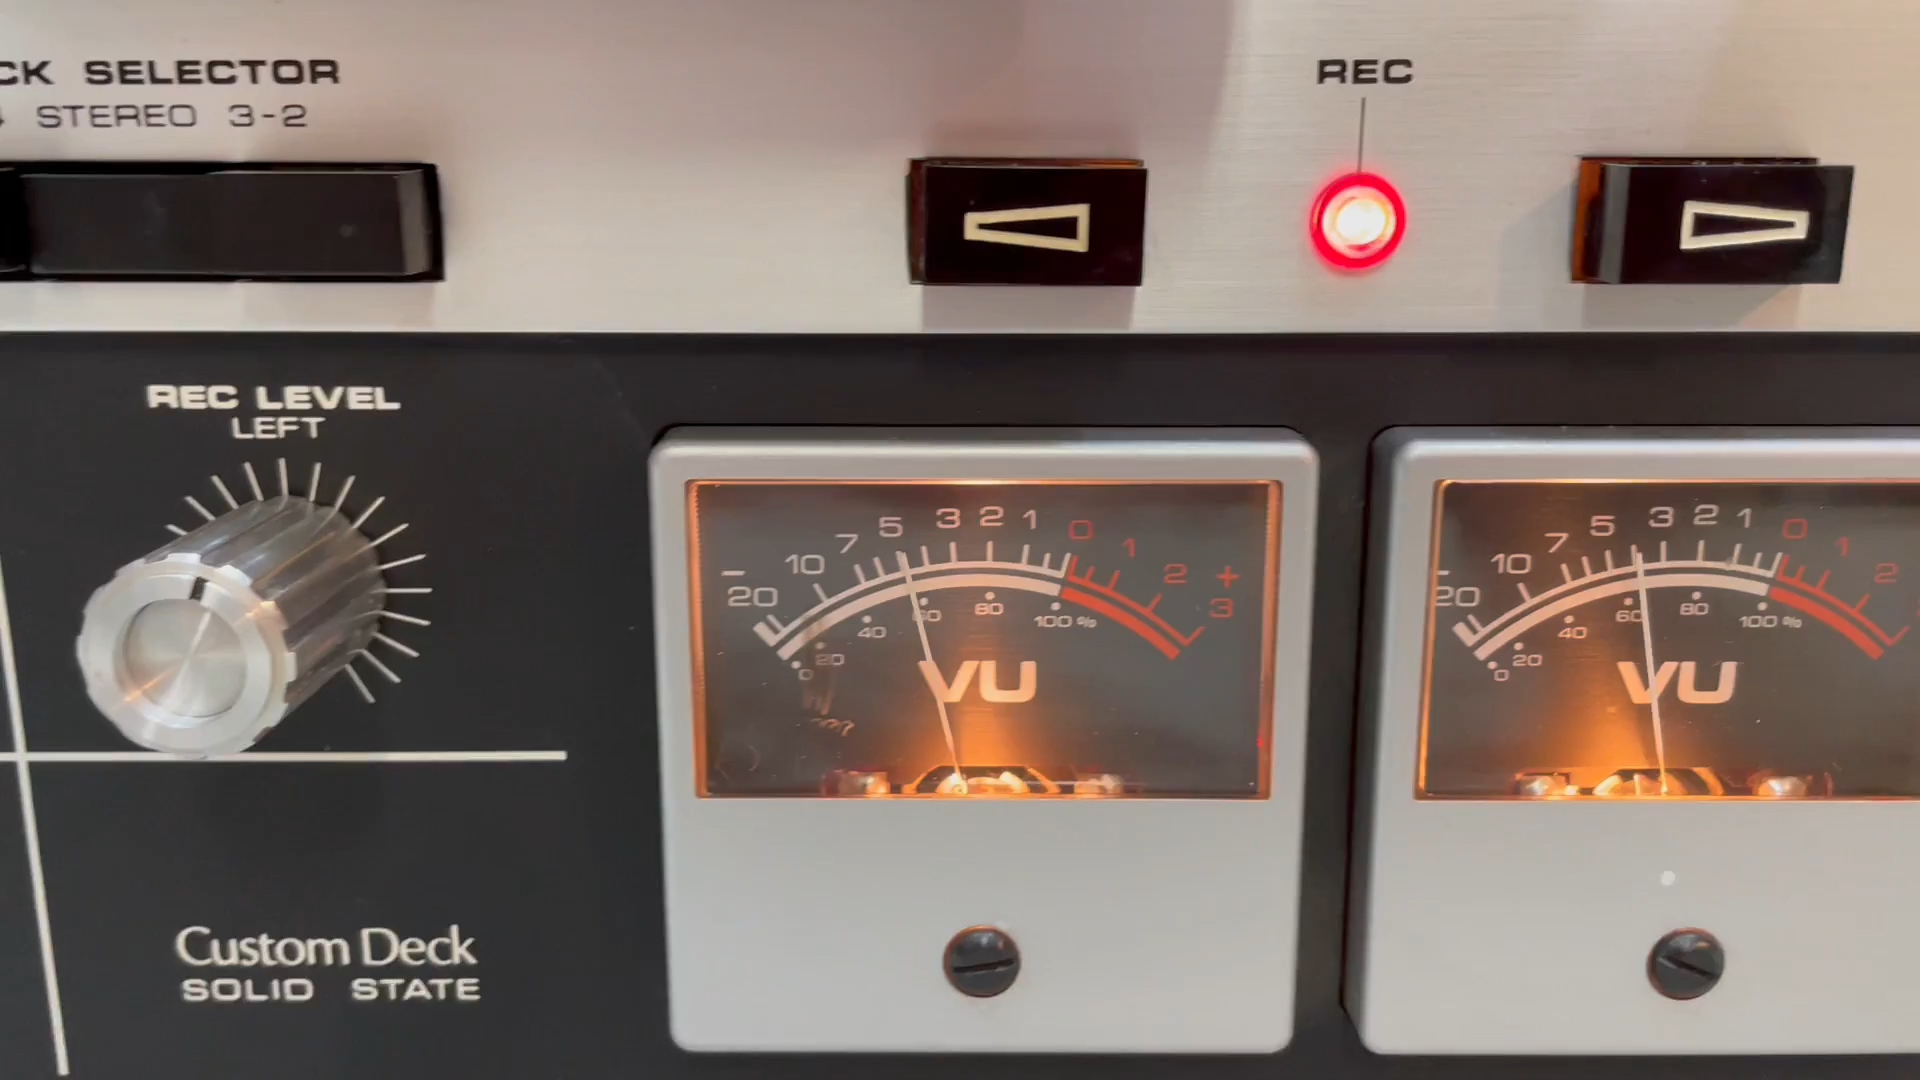 CK SELECTOR
STEREO 3-2
REC
REC LEVEL
LEFT
- 20 10 7 5 3 2 1 0 1 2 3 +
0 20 40 60 80 100 %
VU
- 20 10 7 5 3 2 1 0 1 2
0 20 40 60 80 100 %
VU
Custom Deck
SOLID STATE